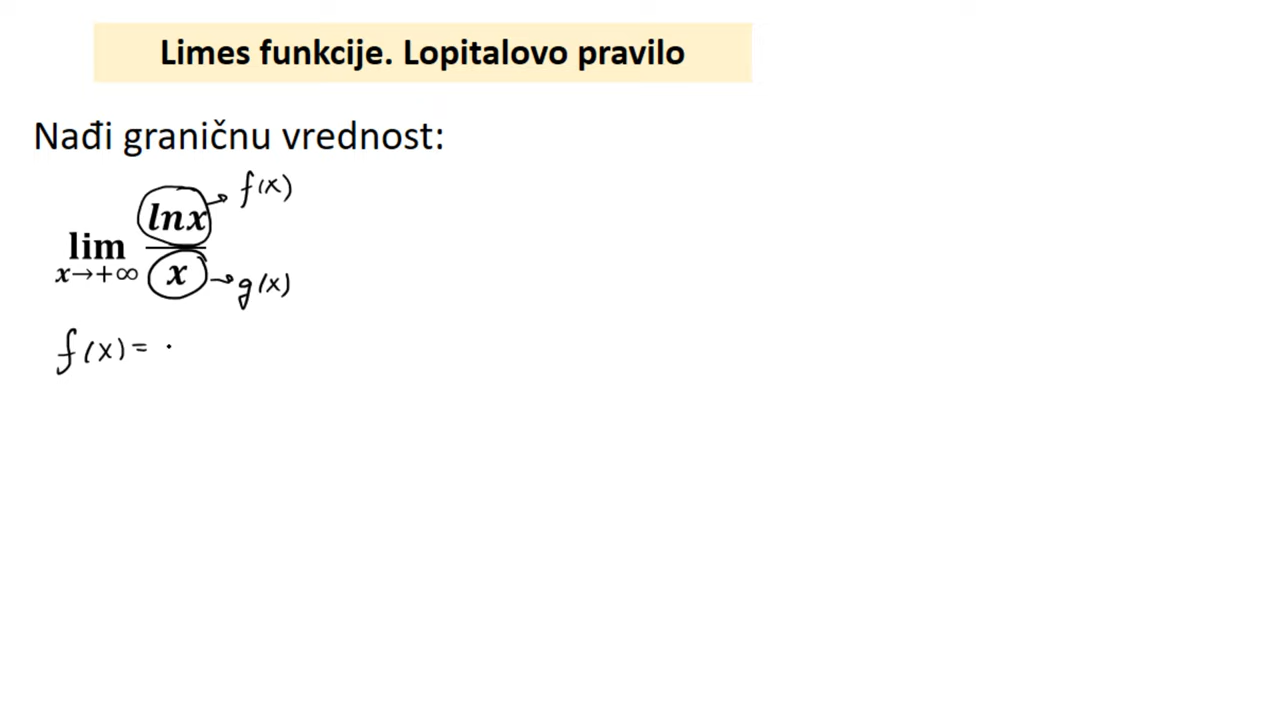 Limes funkcije. Lopitalovo pravilo
Nađi graničnu vrednost:
f(x)
lnx
lim
x→+∞
x
g(x)
f(x) =